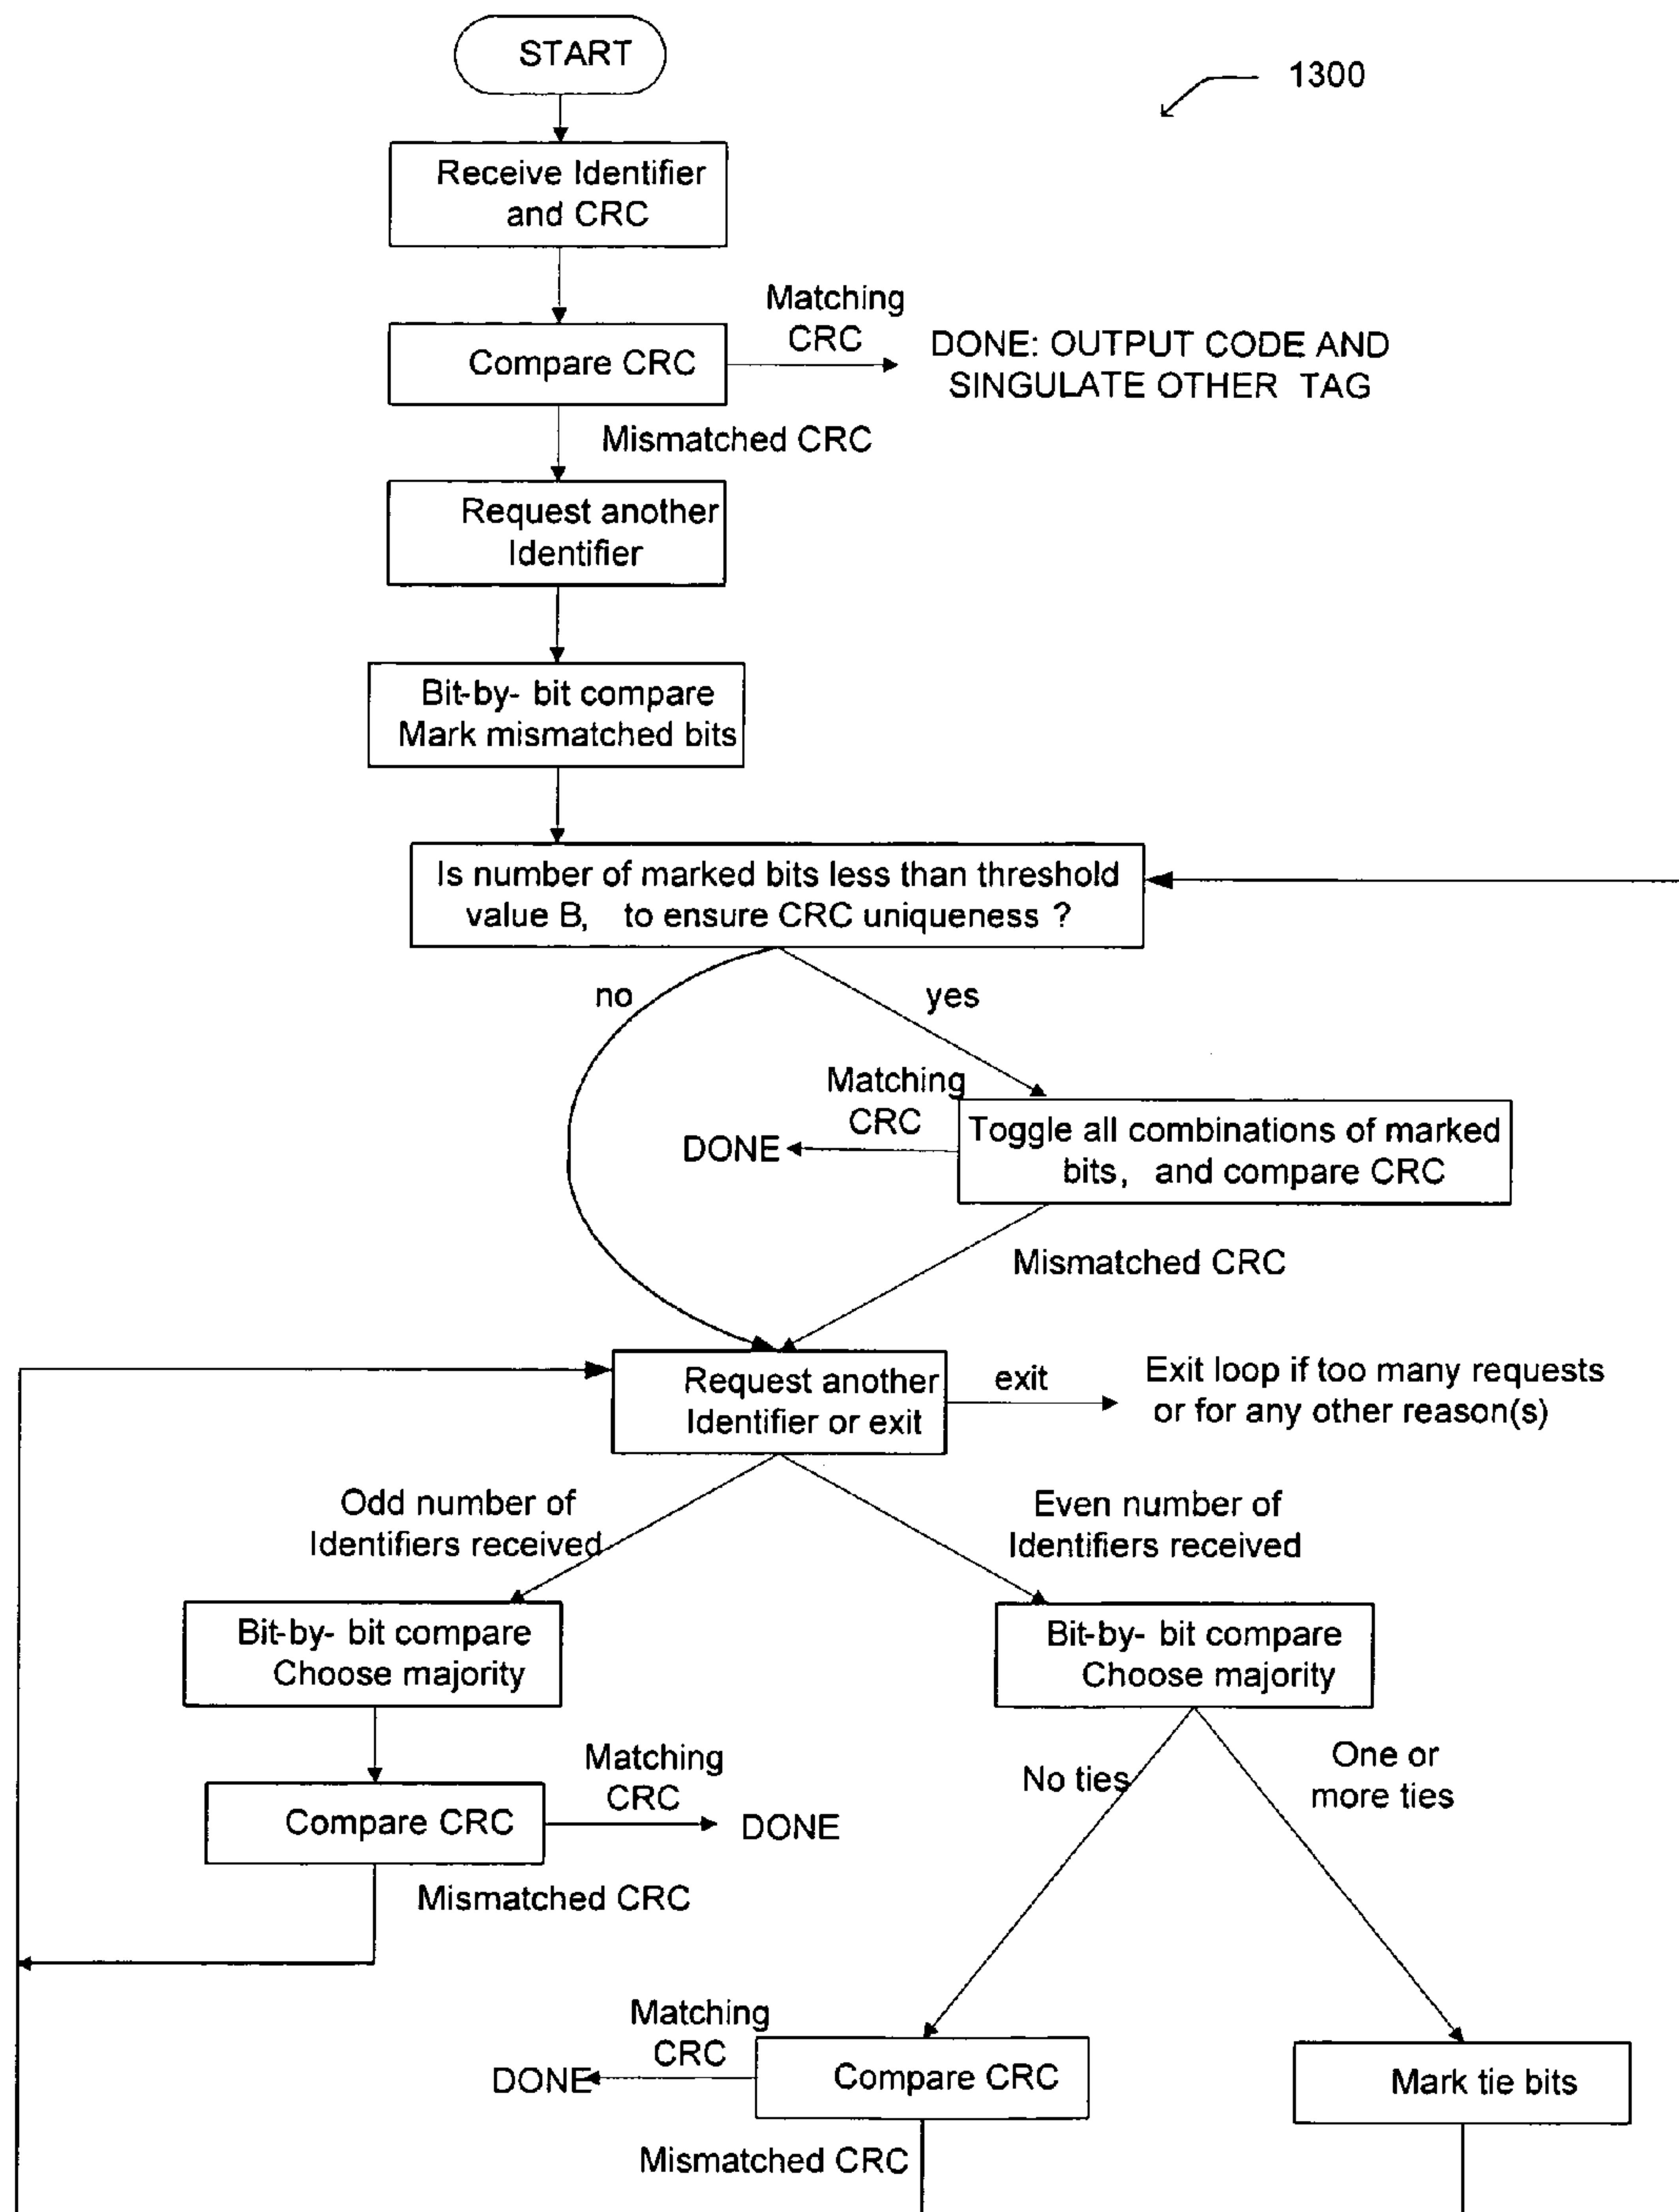 START
1300
Receive Identifier
and CRC
Matching
CRC
Compare CRC
DONE: OUTPUT CODE AND
SINGULATE OTHER TAG
Mismatched CRC
Request another
Identifier
Bit-by- bit compare
Mark mismatched bits
Is number of marked bits less than threshold
value B, to ensure CRC uniqueness ?
no
yes
Matching
CRC
DONE
Toggle all combinations of marked
bits, and compare CRC
Mismatched CRC
Request another
Identifier or exit
exit
Exit loop if too many requests
or for any other reason(s)
Odd number of
Identifiers received
Even number of
Identifiers received
Bit-by- bit compare
Choose majority
Bit-by- bit compare
Choose majority
Matching
CRC
Compare CRC
DONE
Mismatched CRC
No ties
One or
more ties
Matching
CRC
DONE
Compare CRC
Mark tie bits
Mismatched CRC